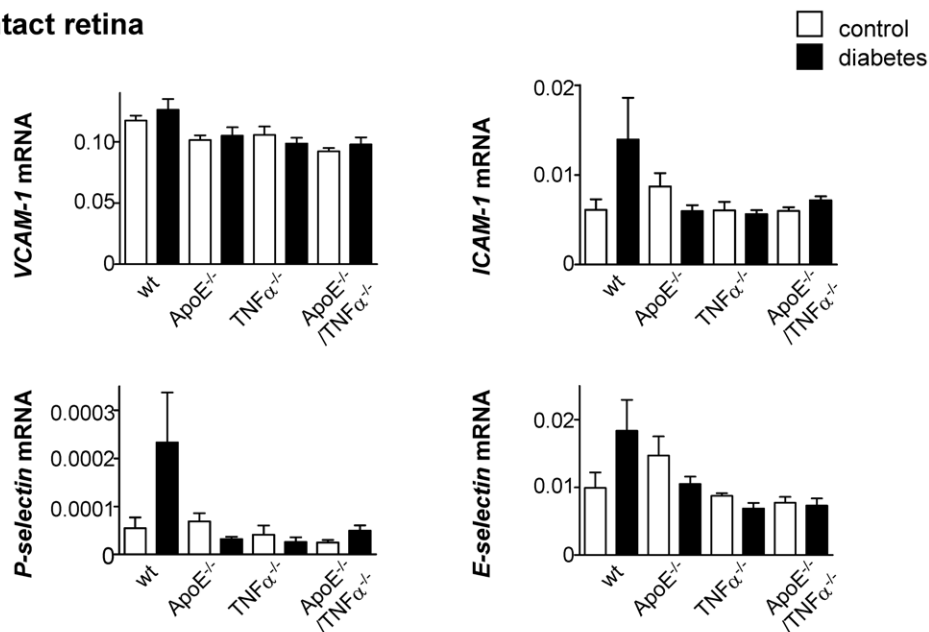 tact retina
control
diabetes
VCAM-1 mRNA
0.10
0.05
0
wt
ApoE-/-
TNFα-/-
ApoE-/-
/TNFα-/-
ICAM-1 mRNA
0.02
0.01
0
wt
ApoE-/-
TNFα-/-
ApoE-/-
/TNFα-/-
P-selectin mRNA
0.0003
0.0002
0.0001
0
wt
ApoE-/-
TNFα-/-
ApoE-/-
/TNFα-/-
E-selectin mRNA
0.02
0.01
0
wt
ApoE-/-
TNFα-/-
ApoE-/-
/TNFα-/-